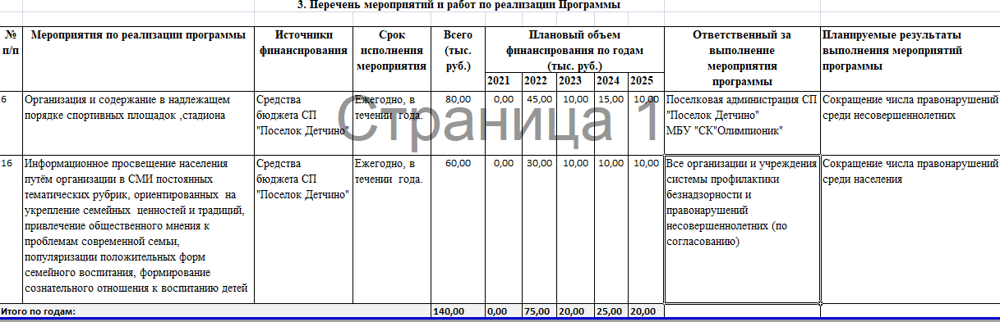 3. Перечень мероприятий и работ по реализации Программы
№ п/п Мероприятия по реализации программы Источники финансирования Срок исполнения мероприятия Всего (тыс. руб.) Плановый объем финансирования по годам (тыс. руб.) Ответственный за выполнение мероприятия программы Планируемые результаты выполнения мероприятий программы
2021 2022 2023 2024 2025
6 Организация и содержание в надлежащем Средства Ежегодно, в 80,00 0,00 45,00 10,00 15,00 10,00 Поселковая администрация СП Сокращение числа правонарушений
порядке спортивных площадок ,стадиона бюджета СП течении года. "Поселок Детчино" среди несовершеннолетних
"Поселок Детчино" МБУ "СК"Олимпионик"
Страница 1
16 Информационное просвещение населения Средства Ежегодно, в 60,00 0,00 30,00 10,00 10,00 10,00 Все организации и учреждения Сокращение числа правонарушений
путём организации в СМИ постоянных бюджета СП течении года. системы профилактики среди населения
тематических рубрик, ориентированных на "Поселок Детчино" безнадзорности и
укрепление семейных ценностей и традиций, правонарушений
привлечение общественного мнения к несовершеннолетних (по
проблемам современной семьи, согласованию)
популяризации положительных форм
семейного воспитания, формирование
сознательного отношения к воспитанию детей
Итого по годам: 140,00 0,00 75,00 20,00 25,00 20,00